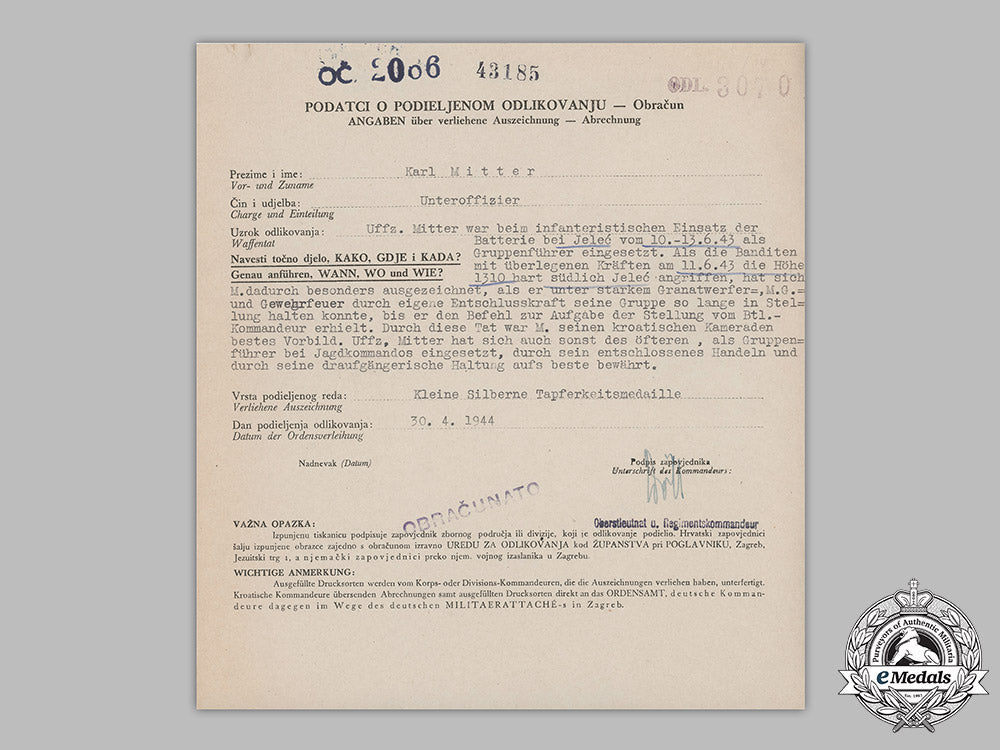 OČ. 2006 43185
ODL. 3070
PODATCI O PODIELJENOM ODLIKOVANJU — Obračun
ANGABEN über verliehene Auszeichnung — Abrechnung
Prezime i ime: Karl Mitter
Vor- und Zuname
Čin i udjelba: Unteroffizier
Charge und Einteilung
Uzrok odlikovanja: Uffz. Mitter war beim infanteristischen Einsatz der
Waffentat Batterie bei Jeleć vom 10.-13.6.43 als
Navesti točno djelo, KAKO, GDJE i KADA? Gruppenführer eingesetzt. Als die Banditen
Genau anführen, WANN, WO und WIE? mit überlegenen Kräften am 11.6.43 die Höhe
1310 hart südlich Jeleć angriffen, hat sich
M.dadurch besonders ausgezeichnet, als er unter starkem Granatwerfer=,M.G.=
und Gewehrfeuer durch eigene Entschlusskraft seine Gruppe so lange in Stel=
lung halten konnte, bis er den Befehl zur Aufgabe der Stellung vom Btl.-
Kommandeur erhielt. Durch diese Tat war M. seinen kroatischen Kameraden
bestes Vorbild. Uffz, Mitter hat sich auch sonst des öfteren , als Gruppen=
führer bei Jagdkommandos eingesetzt, durch sein entschlossenes Handeln und
durch seine draufgängerische Haltung aufs beste bewährt.
Vrsta podieljenog reda: Kleine Silberne Tapferkeitsmedaille
Verliehene Auszeichnung
Dan podieljenja odlikovanja: 30. 4. 1944
Datum der Ordensverleihung
Nadnevak (Datum)
Podpis zapovjednika
Unterschrift des Kommandeurs:
OBRAČUNATO
Oberstleutnat u. Regimentskommandeur
VAŽNA OPAZKA:
Izpunjenu tiskanicu podpisuje zapovjednik zbornog područja ili divizije, koji je odlikovanje podielio. Hrvatski zapovjednici
šalju izpunjene obrazce zajedno s obračunom izravno UREDU ZA ODLIKOVANJA kod ŽUPANSTVA pri POGLAVNIKU, Zagreb,
Jezuitski trg 1, a njemački zapovjednici preko njem. vojnog izaslanika u Zagrebu.
WICHTIGE ANMERKUNG:
Ausgefüllte Drucksorten werden vom Korps- oder Divisions-Kommandeuren, die die Auszeichnungen verliehen haben, unterfertigt.
Kroatische Kommandeure übersenden Abrechnungen samt ausgefüllten Drucksorten direkt an das ORDENSAMT, deutsche Komman-
deure dagegen im Wege des deutschen MILITAERATTACHÉ-s in Zagreb.
Purveyors of Authentic Militaria
eMedals